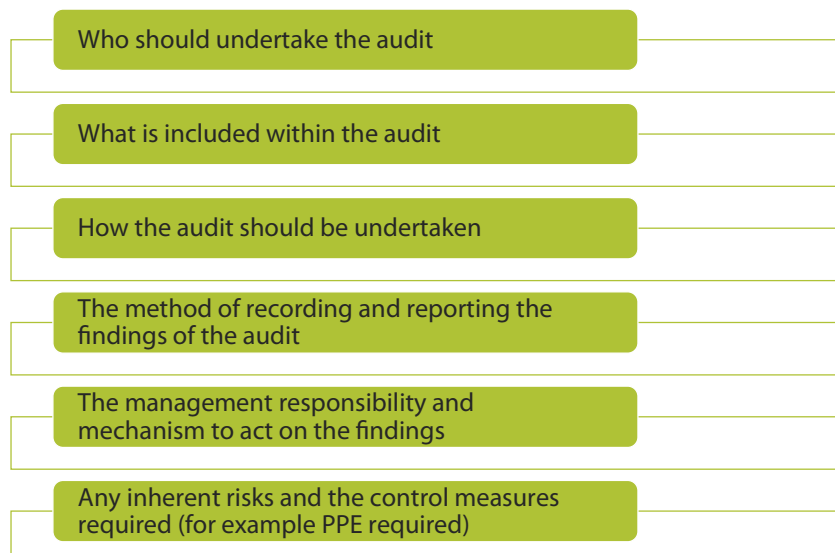 Who should undertake the audit
What is included within the audit
How the audit should be undertaken
The method of recording and reporting the
findings of the audit
The management responsibility and
mechanism to act on the findings
Any inherent risks and the control measures
required (for example PPE required)